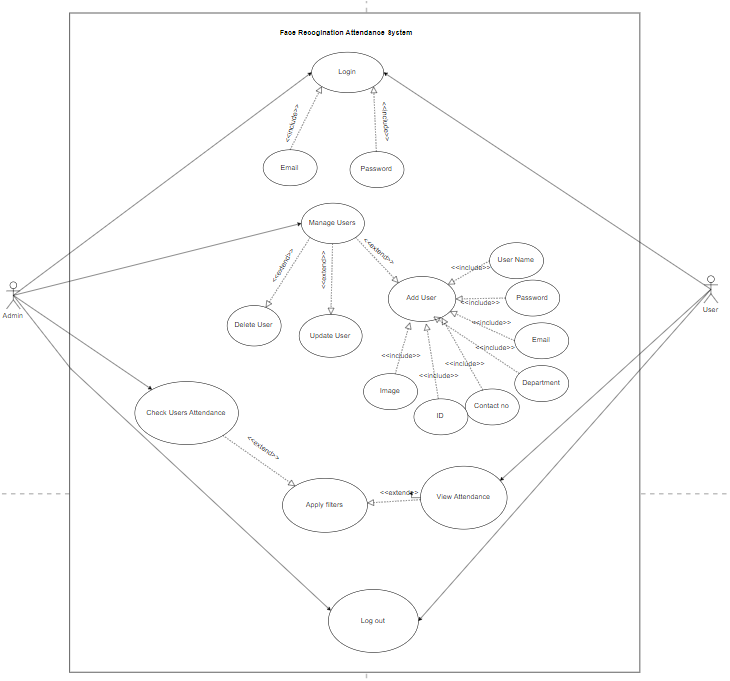 Face Recogination Attendance System
Login
<<include>>
<<include>>
Email
Password
Manage Users
<<extend>>
<<extend>>
<<extend>>
User Name
<<include>>
Admin
User
Add User
Password
<<include>>
Delete User
Update User
<<include>>
Email
<<include>>
<<include>>
<<include>>
<<include>>
Department
Image
ID
Contact no
Check Users Attendance
<<extend>>
Apply filters
<<extend>>
View Attendance
Log out